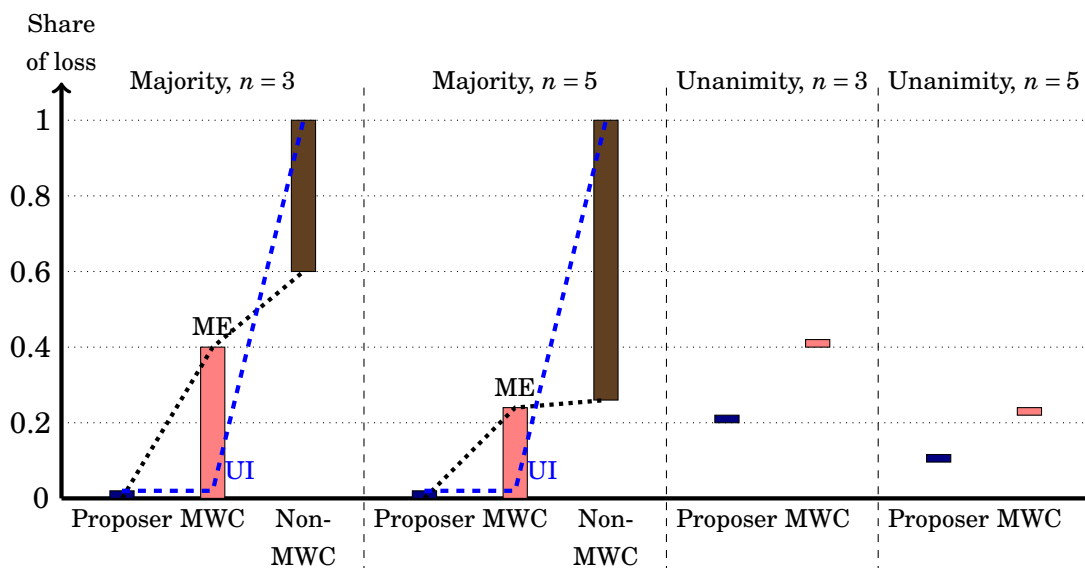 Share
of loss
Majority, n = 3
Majority, n = 5
Unanimity, n = 3
Unanimity, n = 5
1
0.8
0.6
0.4
0.2
0
ME
UI
ME
UI
Proposer MWC Non-
MWC
Proposer MWC Non-
MWC
Proposer MWC
Proposer MWC